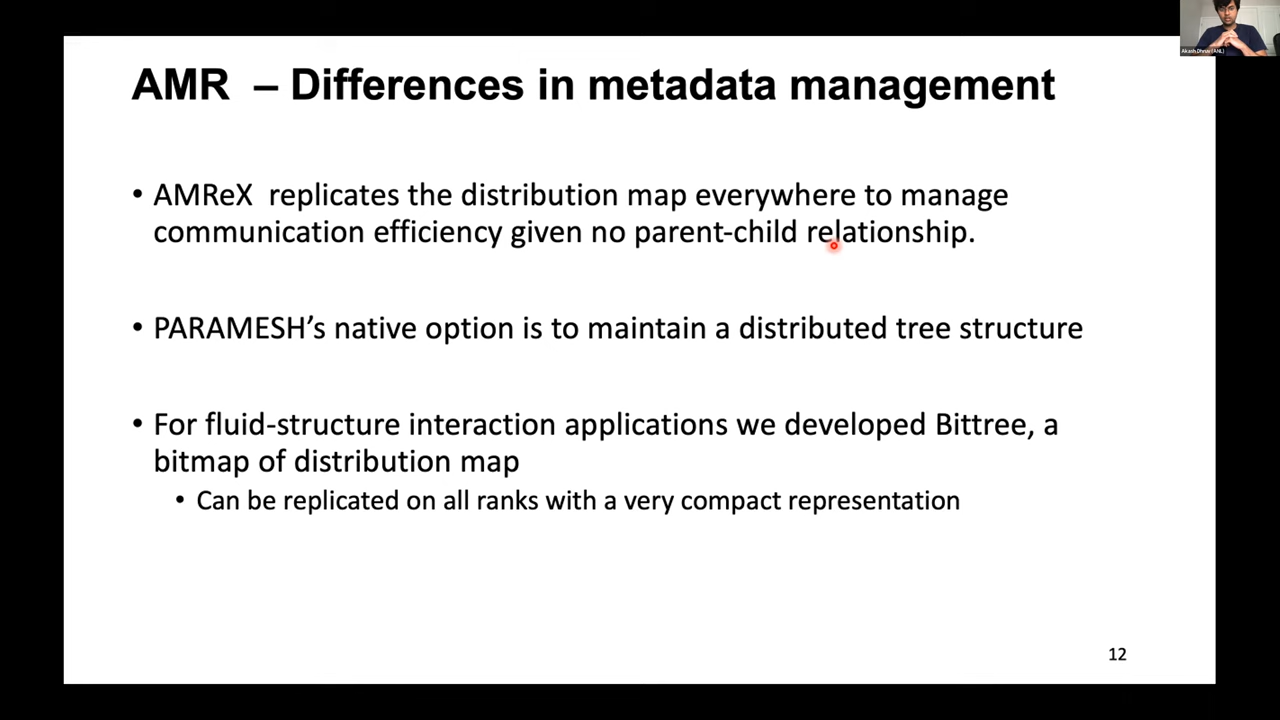 AMR – Differences in metadata management
• AMReX replicates the distribution map everywhere to manage
communication efficiency given no parent-child relationship.
• PARAMESH's native option is to maintain a distributed tree structure
• For fluid-structure interaction applications we developed Bittree, a
bitmap of distribution map
• Can be replicated on all ranks with a very compact representation
12
(ANL)